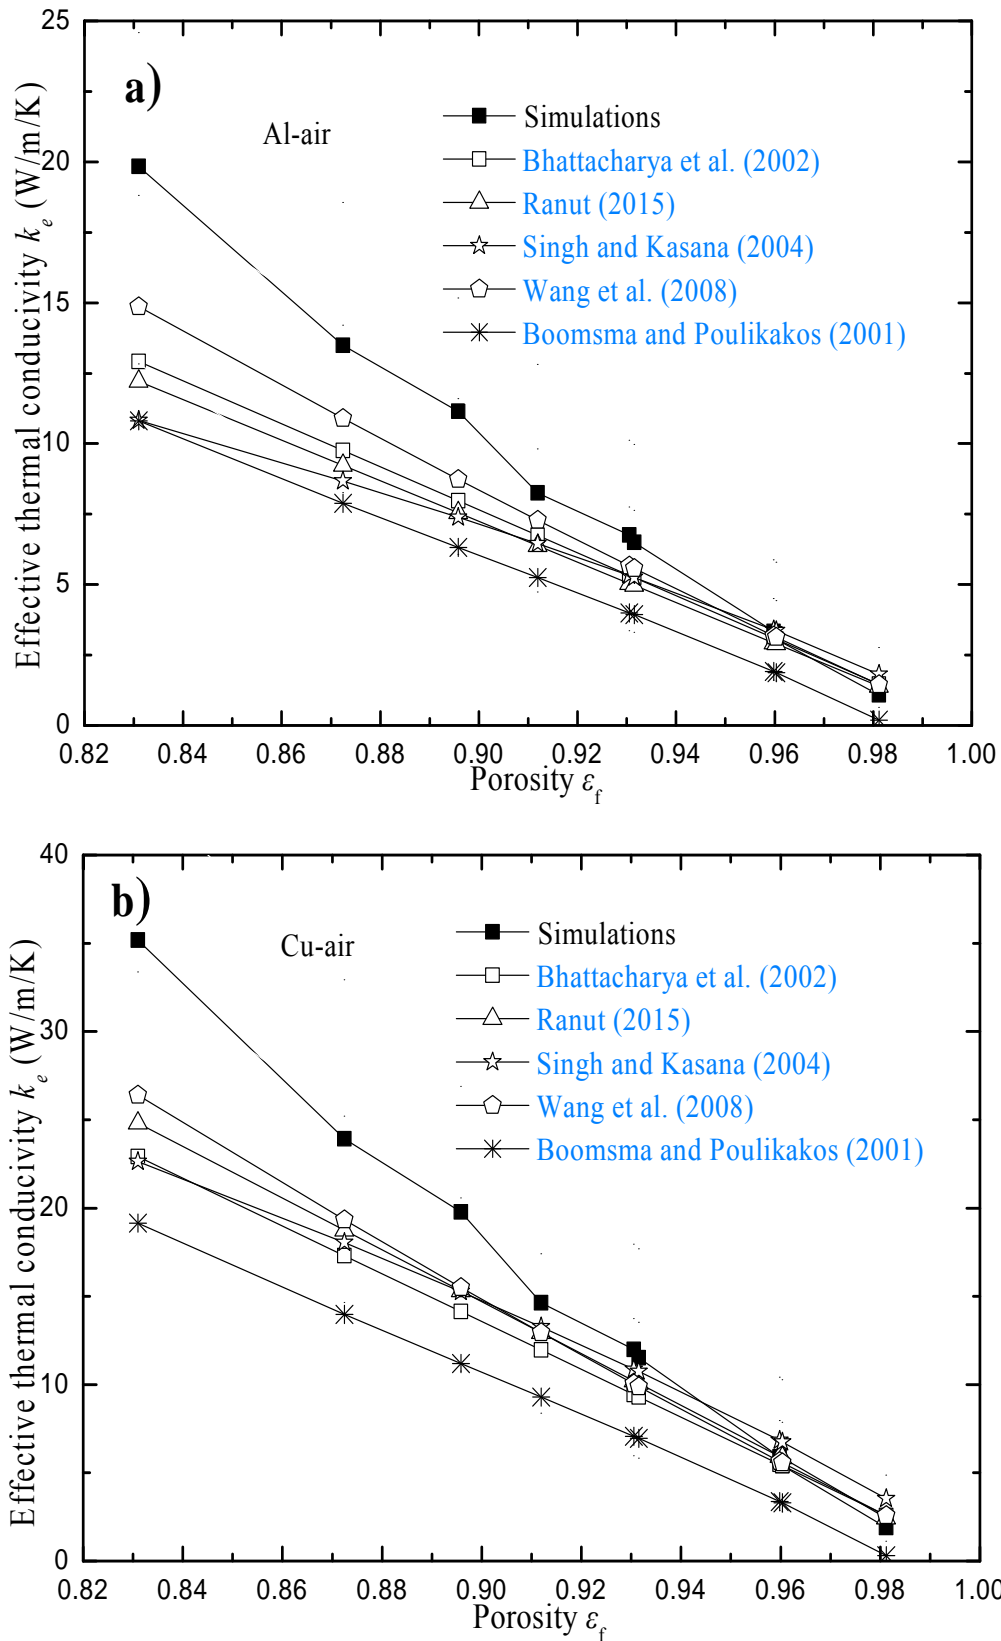 25
a)
Simulations
Al-air
20
Bhattacharya et al. (2002)
Ranut (2015)
Singh and Kasana (2004)
15
Wang et al. (2008)
Boomsma and Poulikakos (2001)
10
5
0
Effective thermal conducivity k_e (W/m/K)
0.82 0.84 0.86 0.88 0.90 0.92 0.94 0.96 0.98 1.00
Porosity ε_f
40
b)
Simulations
Cu-air
Bhattacharya et al. (2002)
30
Ranut (2015)
Singh and Kasana (2004)
Wang et al. (2008)
Boomsma and Poulikakos (2001)
20
10
0
Effective thermal conducivity k_e (W/m/K)
0.82 0.84 0.86 0.88 0.90 0.92 0.94 0.96 0.98 1.00
Porosity ε_f